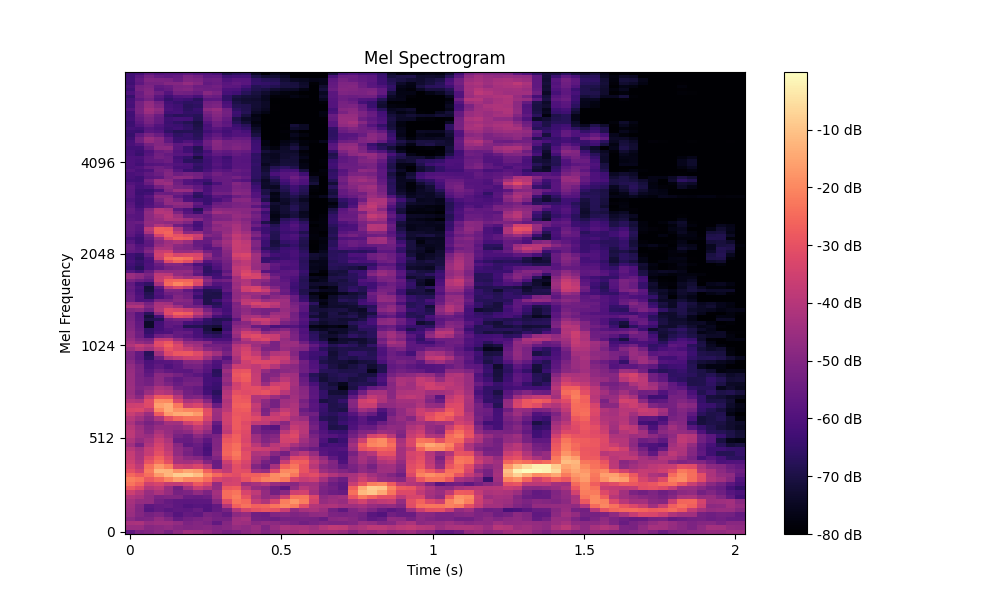 Mel Spectrogram
Mel Frequency
4096
2048
1024
512
0
0
0.5
1
1.5
2
Time (s)
-10 dB
-20 dB
-30 dB
-40 dB
-50 dB
-60 dB
-70 dB
-80 dB